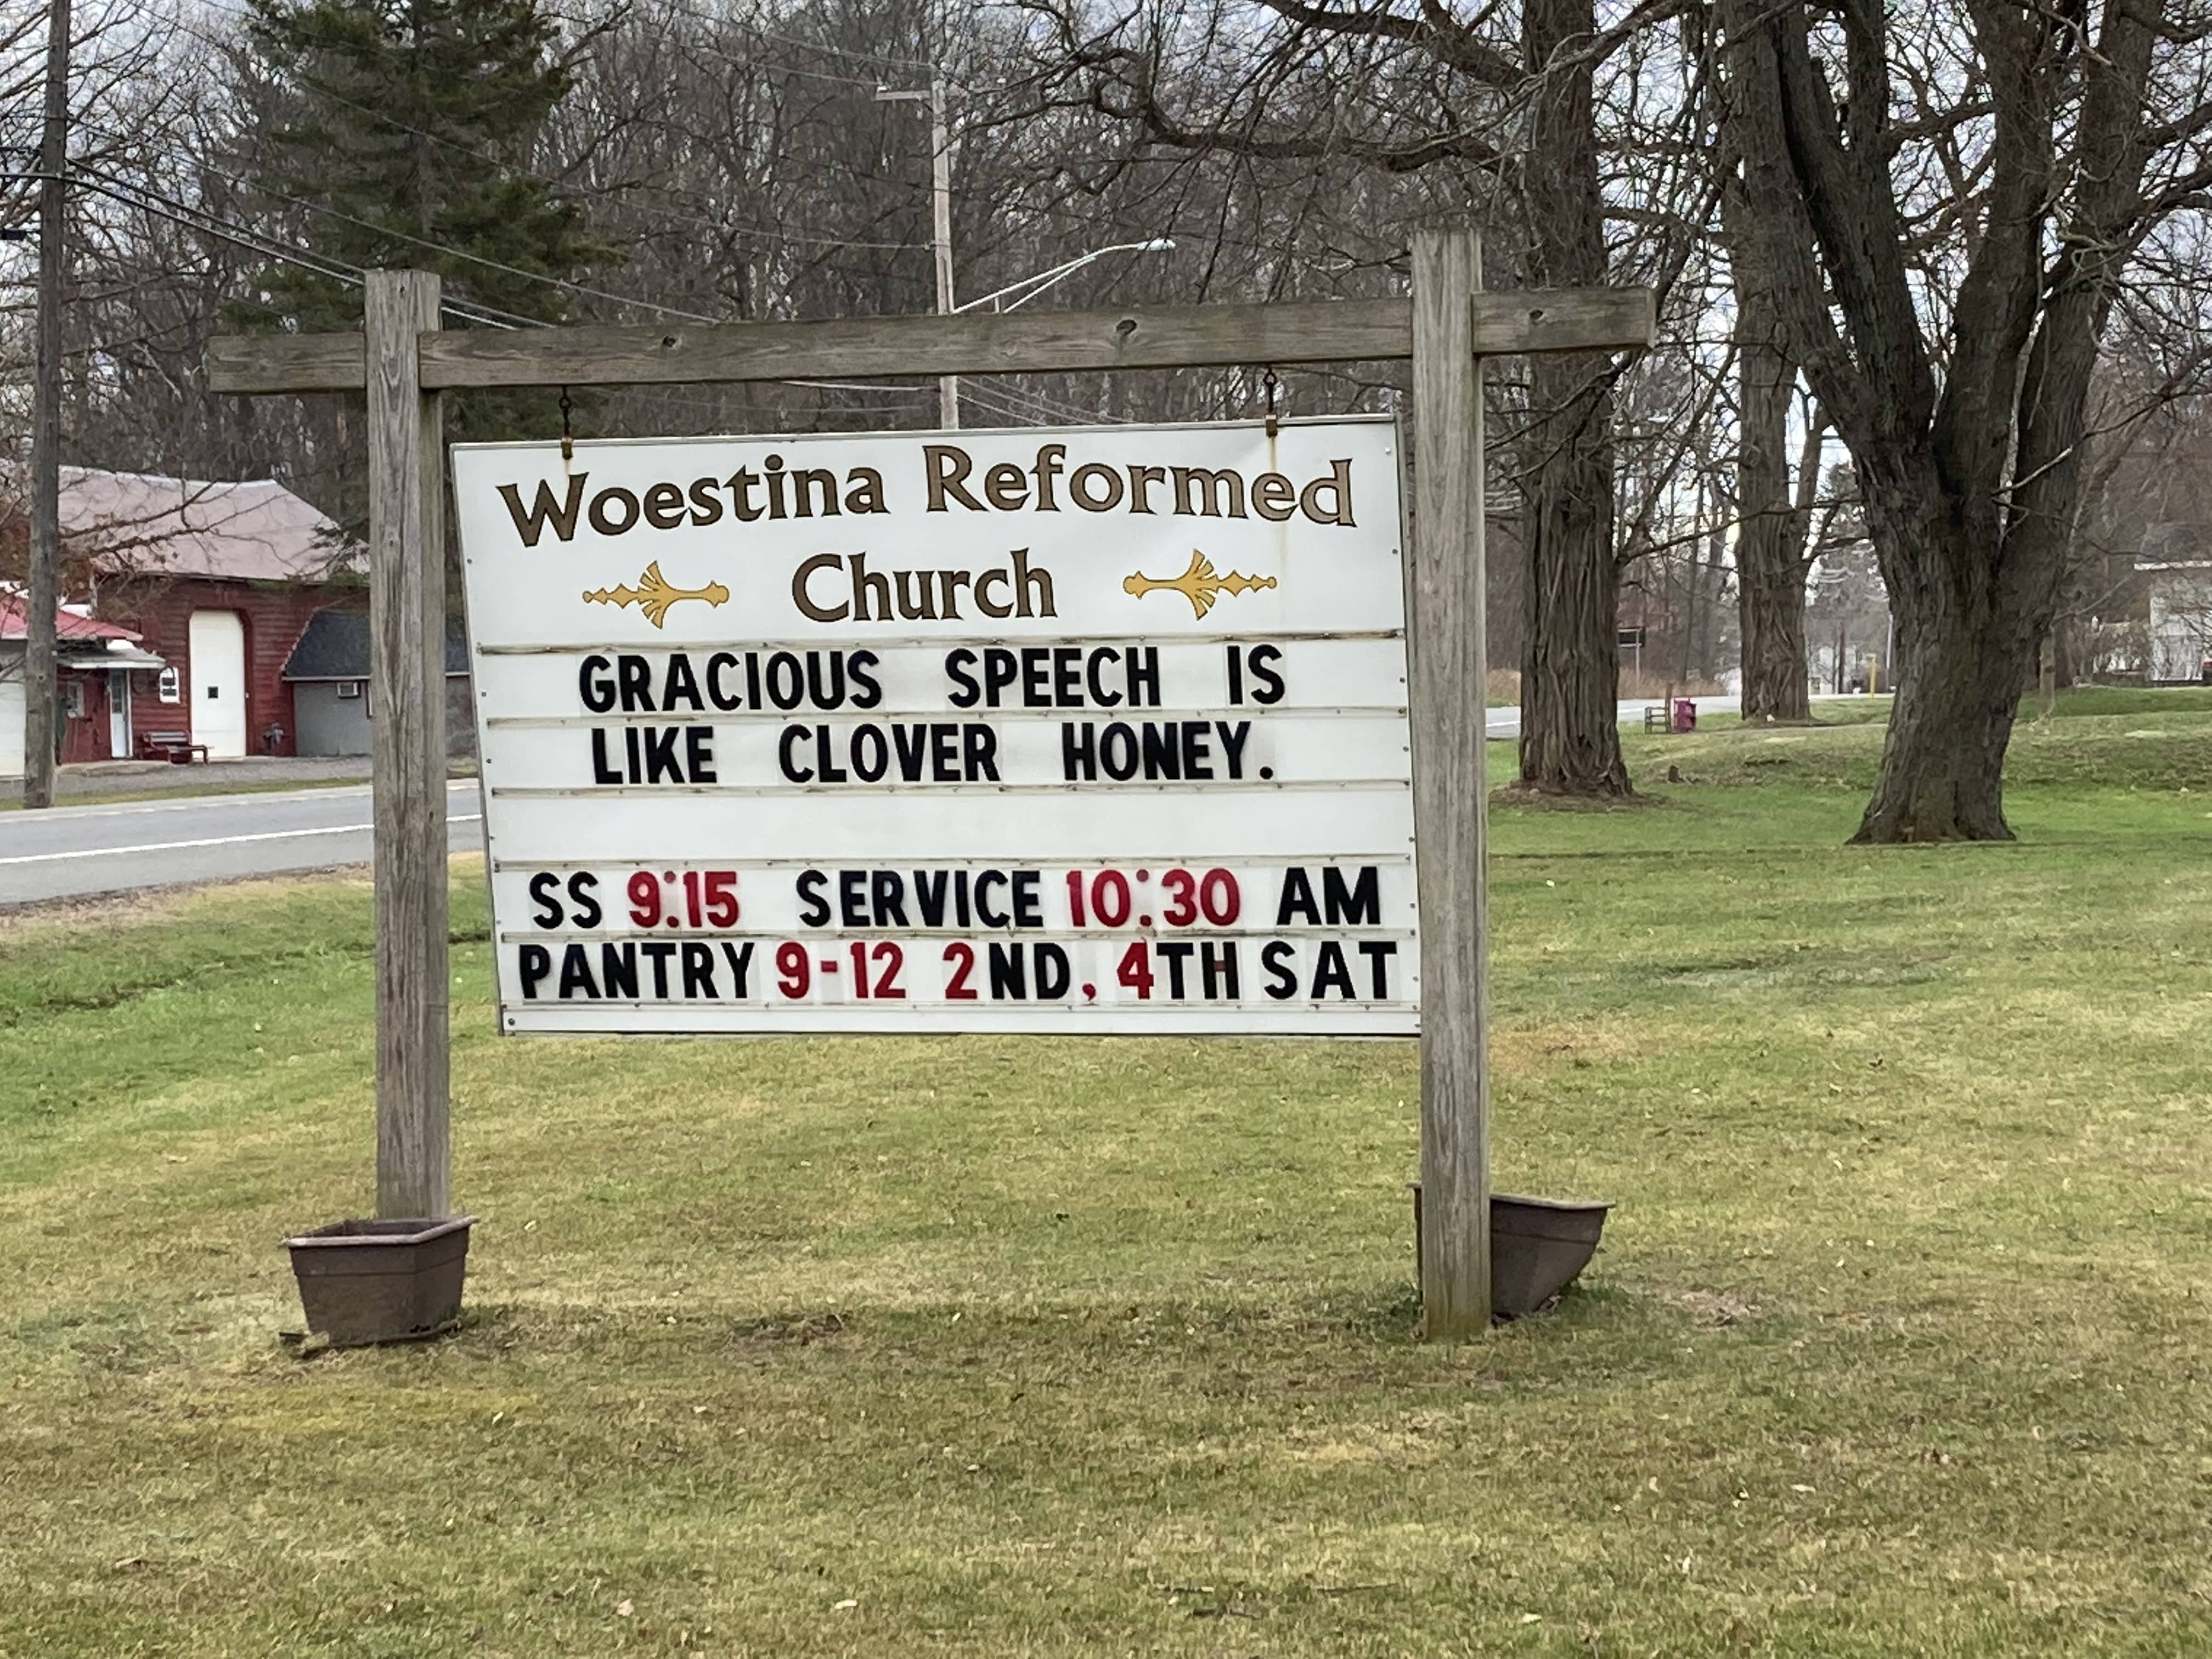 Woestina Reformed
Church
GRACIOUS SPEECH IS
LIKE CLOVER HONEY.
SS 9:15 SERVICE 10:30 AM
PANTRY 9-12 2ND, 4TH SAT